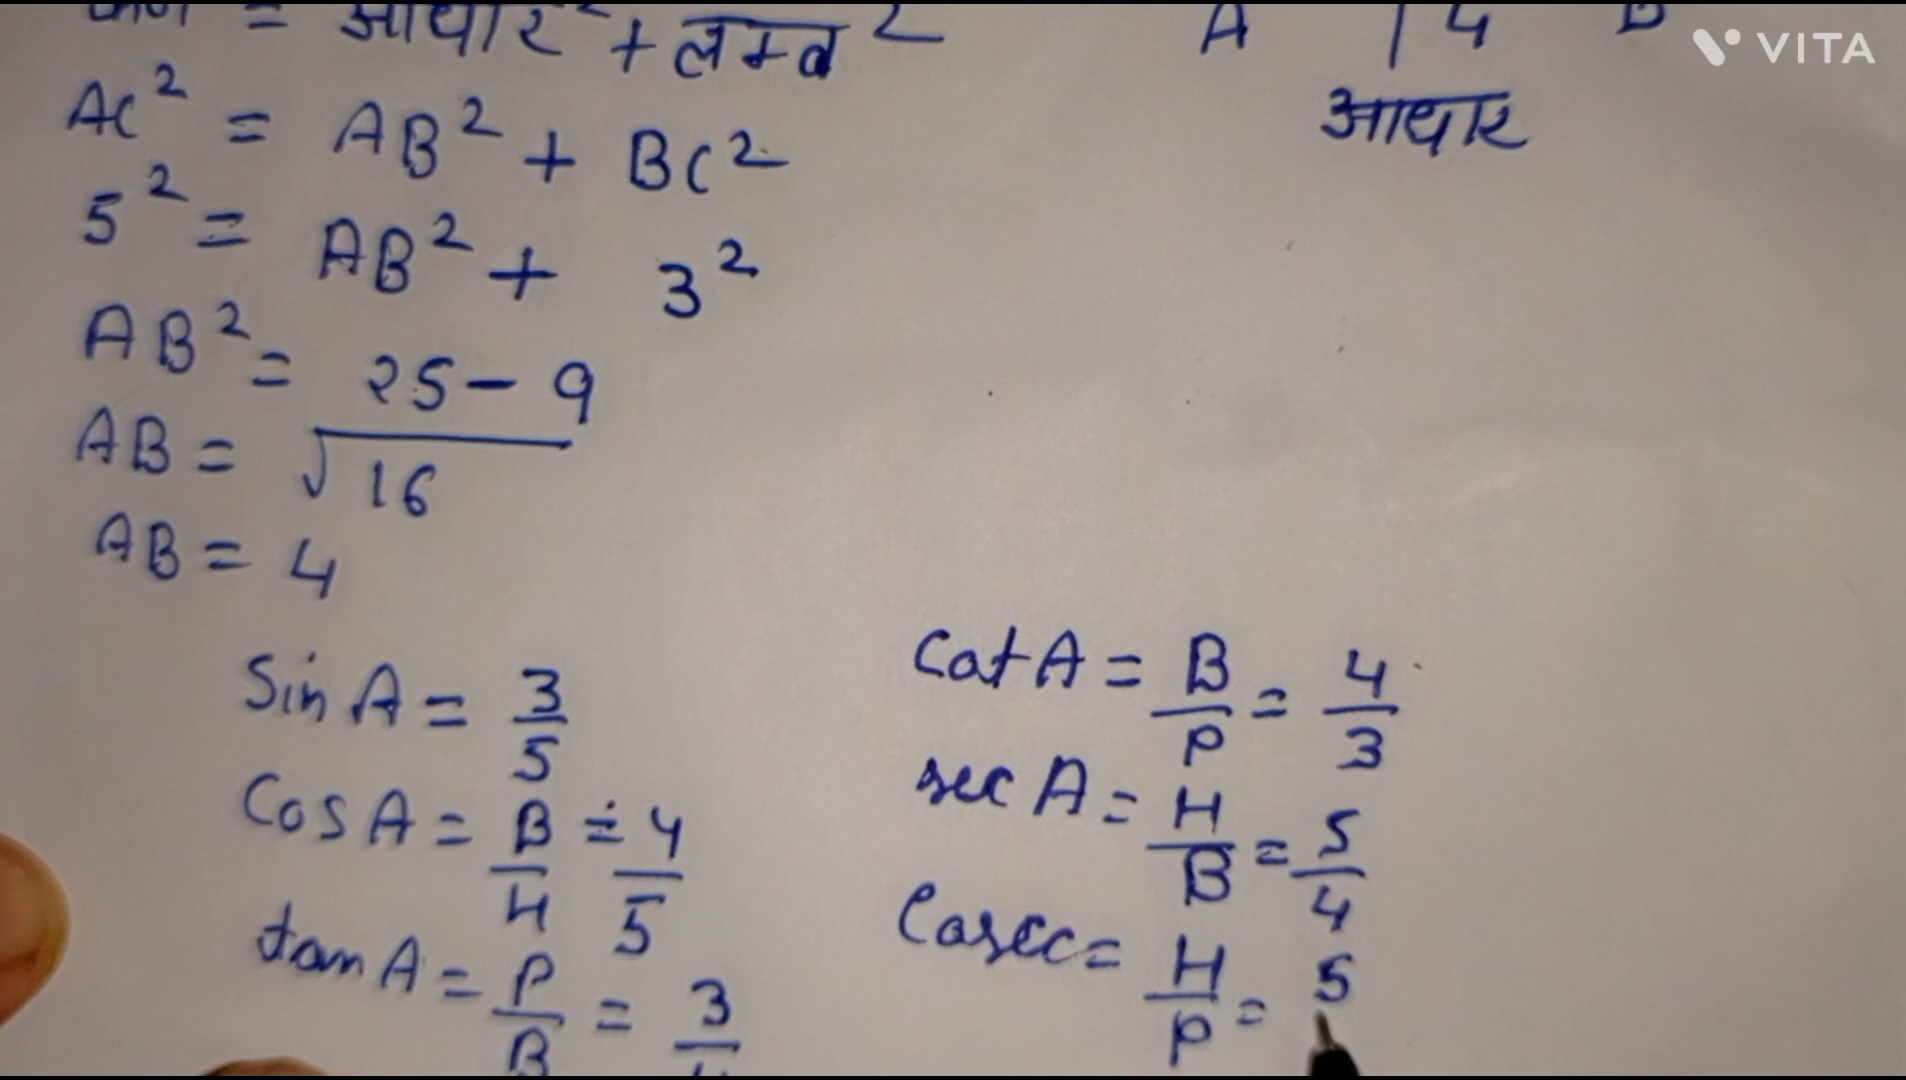 = आधार² + लम्ब²
A 4 B
VITA
आधार
AC² = AB² + BC²
5² = AB² + 3²
AB² = 25 - 9
AB = √16
AB = 4
Sin A = 3/5
Cos A = B/H = 4/5
tan A = P/B = 3/
Cot A = B/P = 4/3
sec A = H/B = 5/4
Cosec = H/P = 5